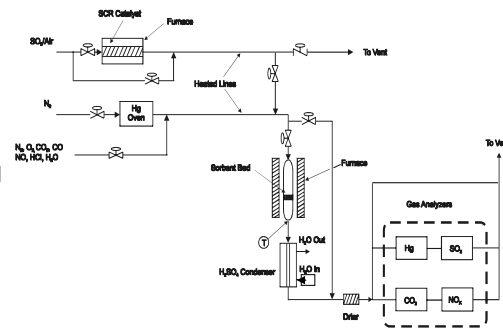 SCR Catalyst
Furnace
SO2/Air
To Vent
Heated Lines
N2
Hg
Oven
N2, O2 CO2, CO
NO, HCl, H2O
Sorbent Bed
Furnace
To Ve
Gas Analyzers
T
H2O Out
H2SO4 Condenser
H2O In
Hg
SO2
CO2
NOX
Drier